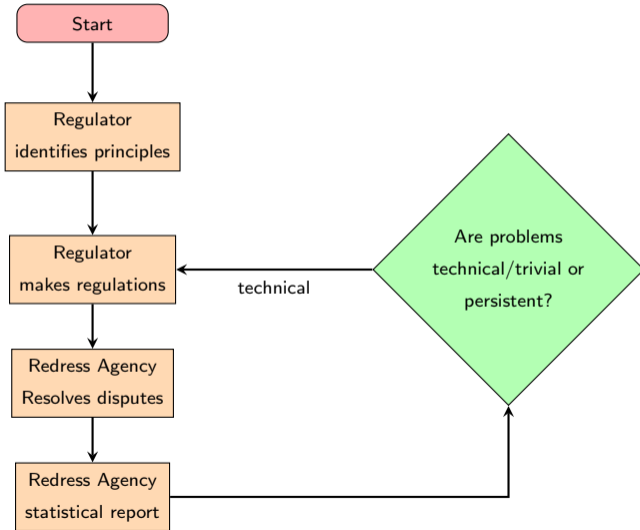 Start
Regulator
identifies principles
Regulator
makes regulations
technical
Are problems
technical/trivial or
persistent?
Redress Agency
Resolves disputes
Redress Agency
statistical report